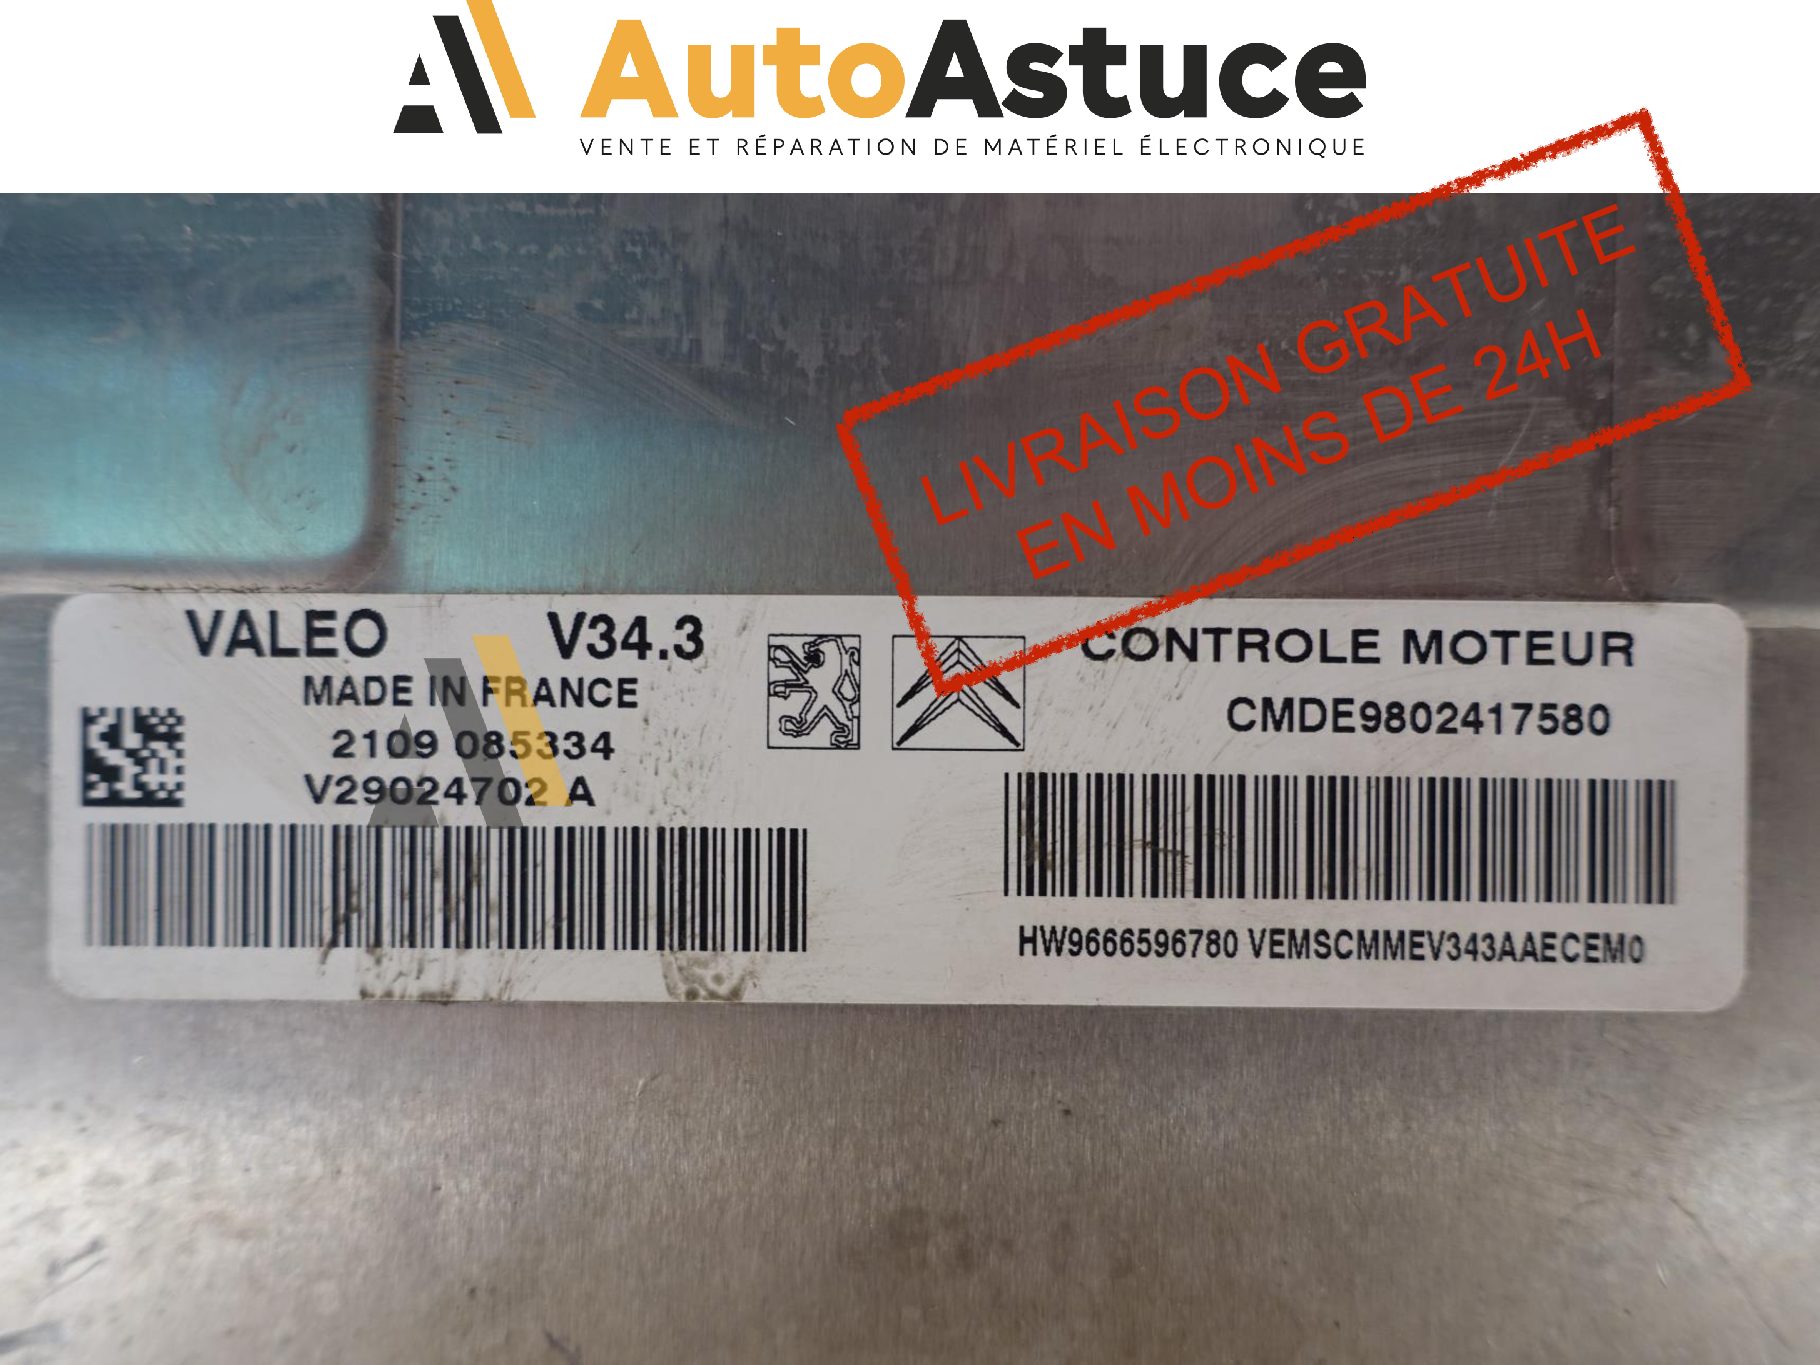 AutoAstuce
VENTE ET RÉPARATION DE MATÉRIEL ÉLECTRONIQUE
LIVRAISON GRATUITE
EN MOINS DE 24H
VALEO V34.3
MADE IN FRANCE
2109 085334
V29024702 A
CONTROLE MOTEUR
CMDE9802417580
HW9666596780 VEMSCMMEV343AAECEM0